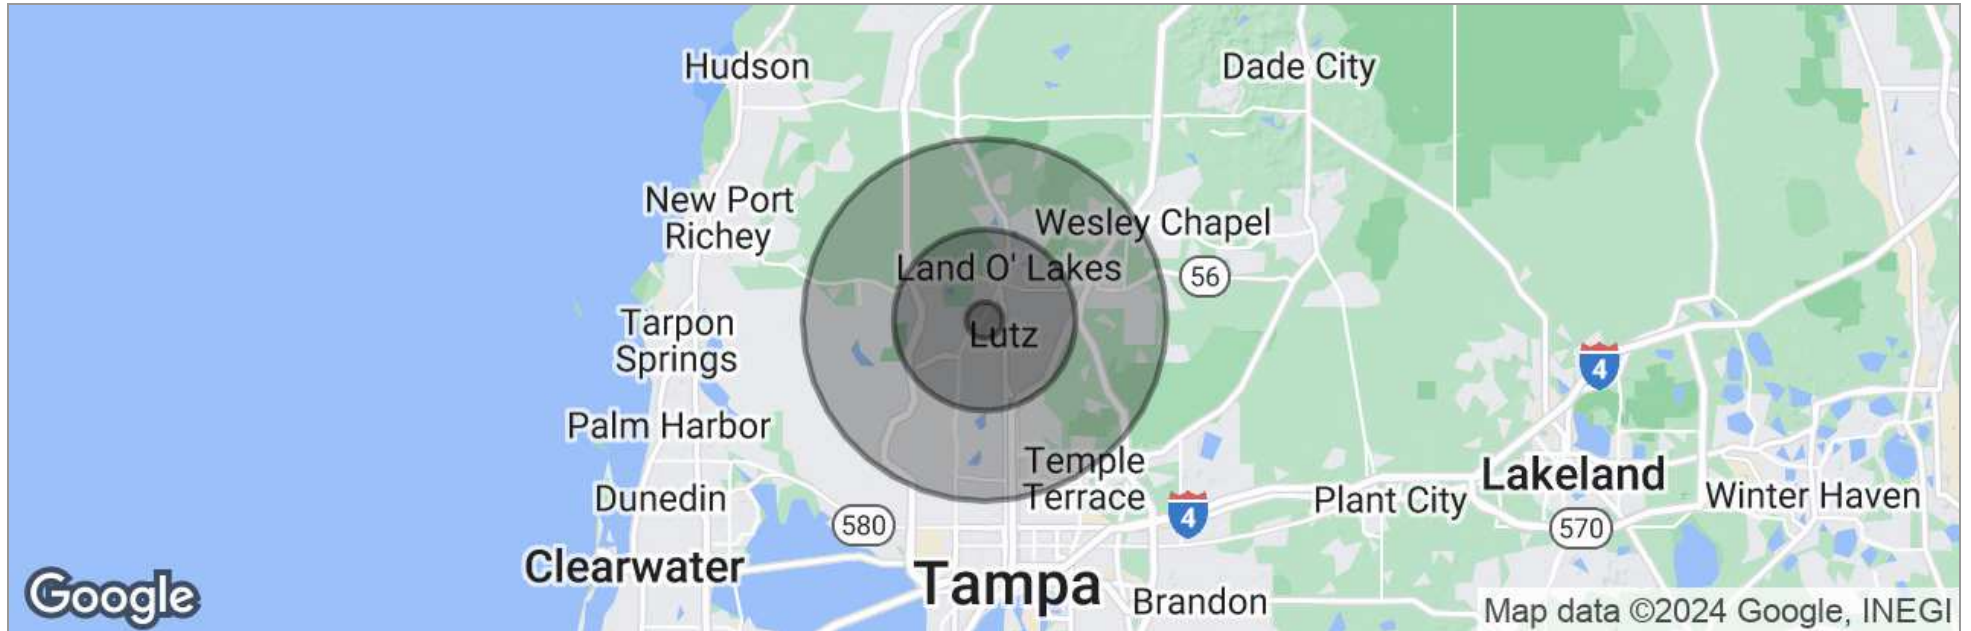 Hudson
Dade City
New Port
Richey
Wesley Chapel
Land O' Lakes
56
Tarpon
Springs
Lutz
4
Palm Harbor
Temple
Terrace
Lakeland
Dunedin
Plant City
Winter Haven
580
4
570
Clearwater
Tampa
Brandon
Google
Map data ©2024 Google, INEGI